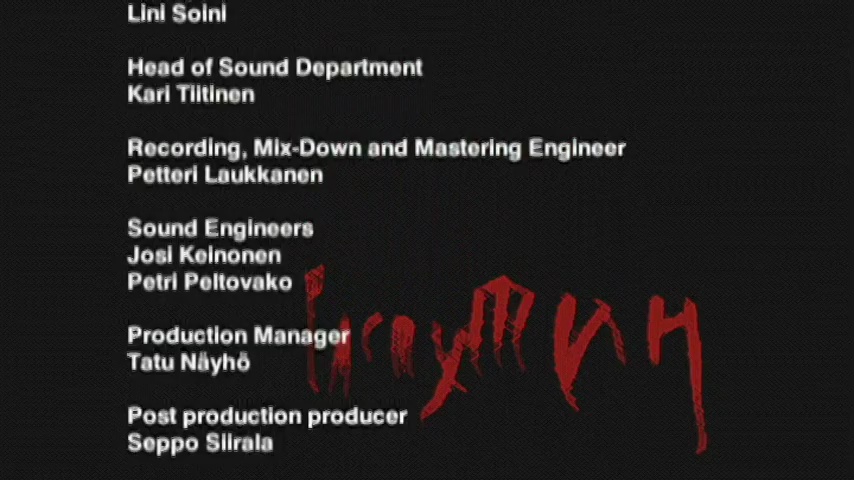 Lini Soini
Head of Sound Department
Kari Tiitinen
Recording, Mix-Down and Mastering Engineer
Petteri Laukkanen
Sound Engineers
Josi Keinonen
Petri Peltovako
Production Manager
Tatu Näyhö
Post production producer
Seppo Siirala
Распутин